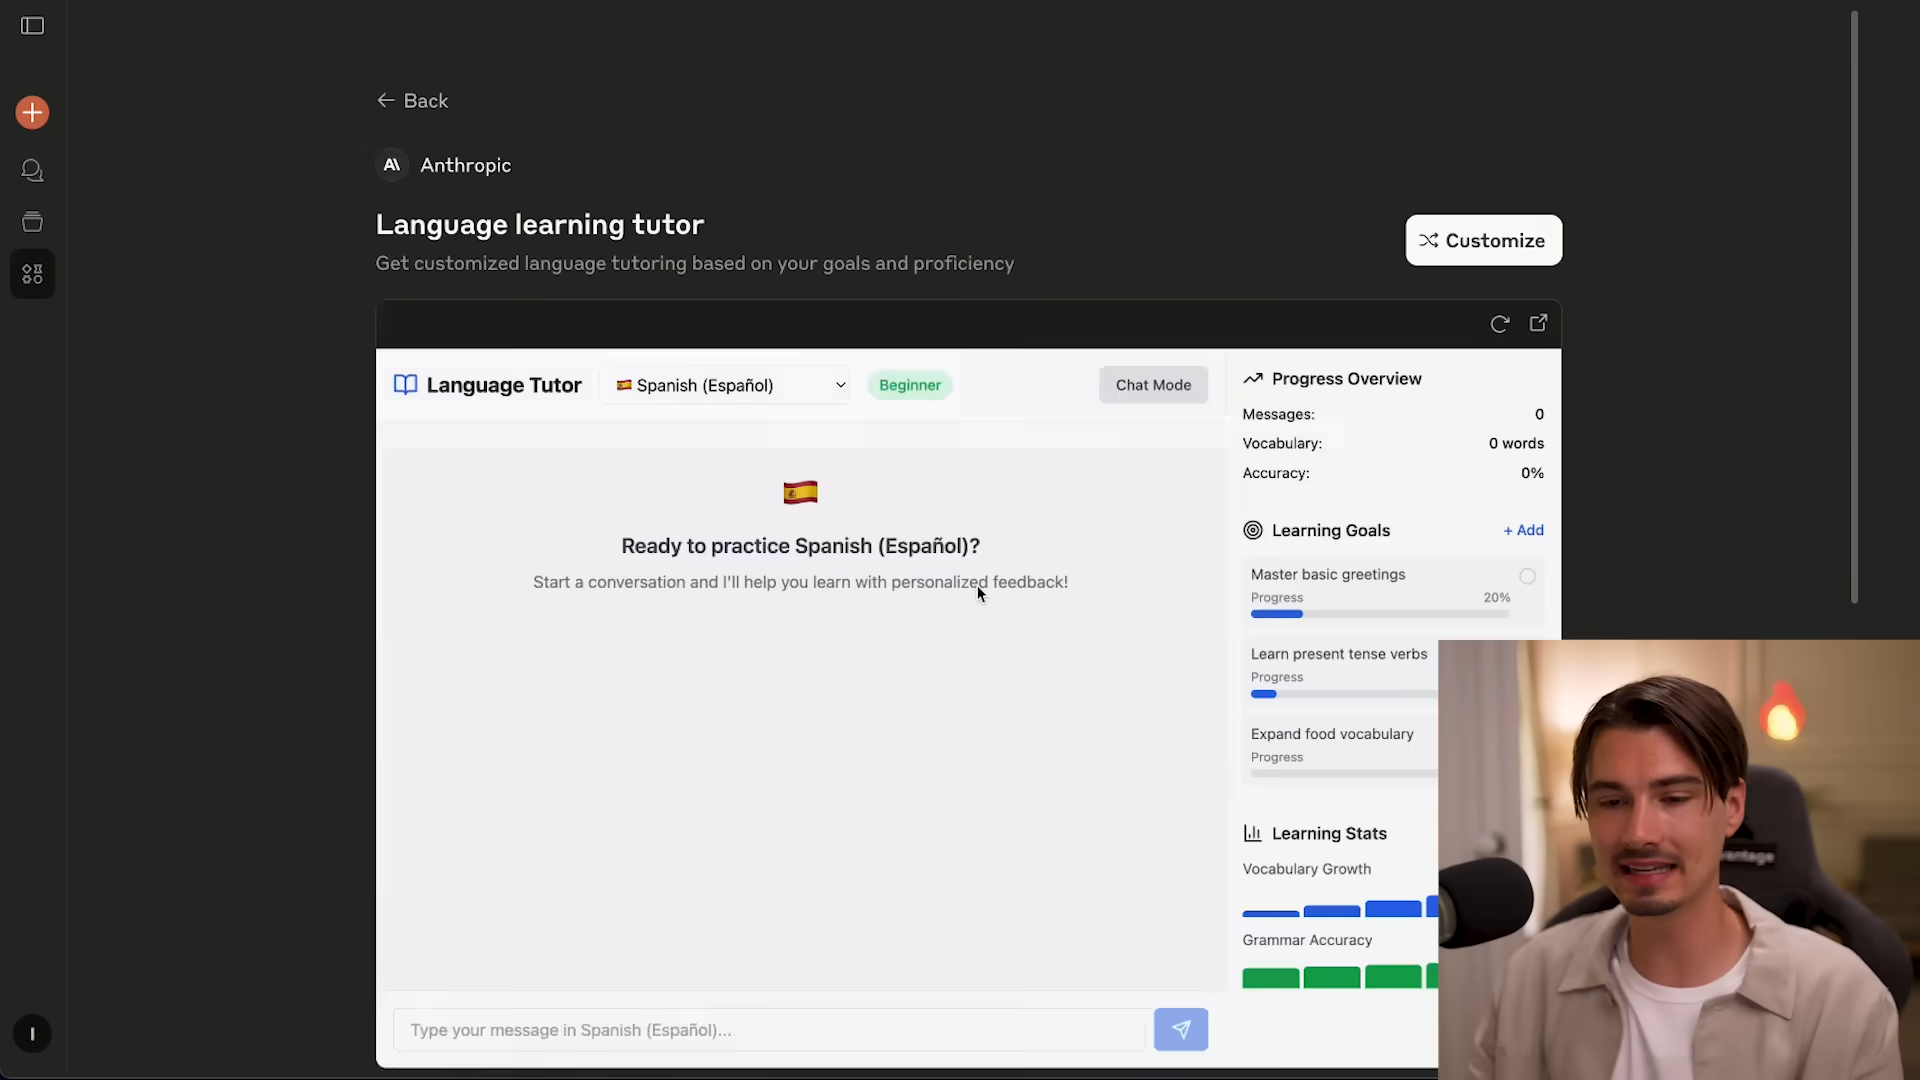 Back
Anthropic
Language learning tutor
Get customized language tutoring based on your goals and proficiency
Customize
Language Tutor
Spanish (Español)
Beginner
Chat Mode
Ready to practice Spanish (Español)?
Start a conversation and I'll help you learn with personalized feedback!
Type your message in Spanish (Español)...
Progress Overview
Messages: 0
Vocabulary: 0 words
Accuracy: 0%
Learning Goals + Add
Master basic greetings
Progress 20%
Learn present tense verbs
Progress
Expand food vocabulary
Progress
Learning Stats
Vocabulary Growth
Grammar Accuracy
I